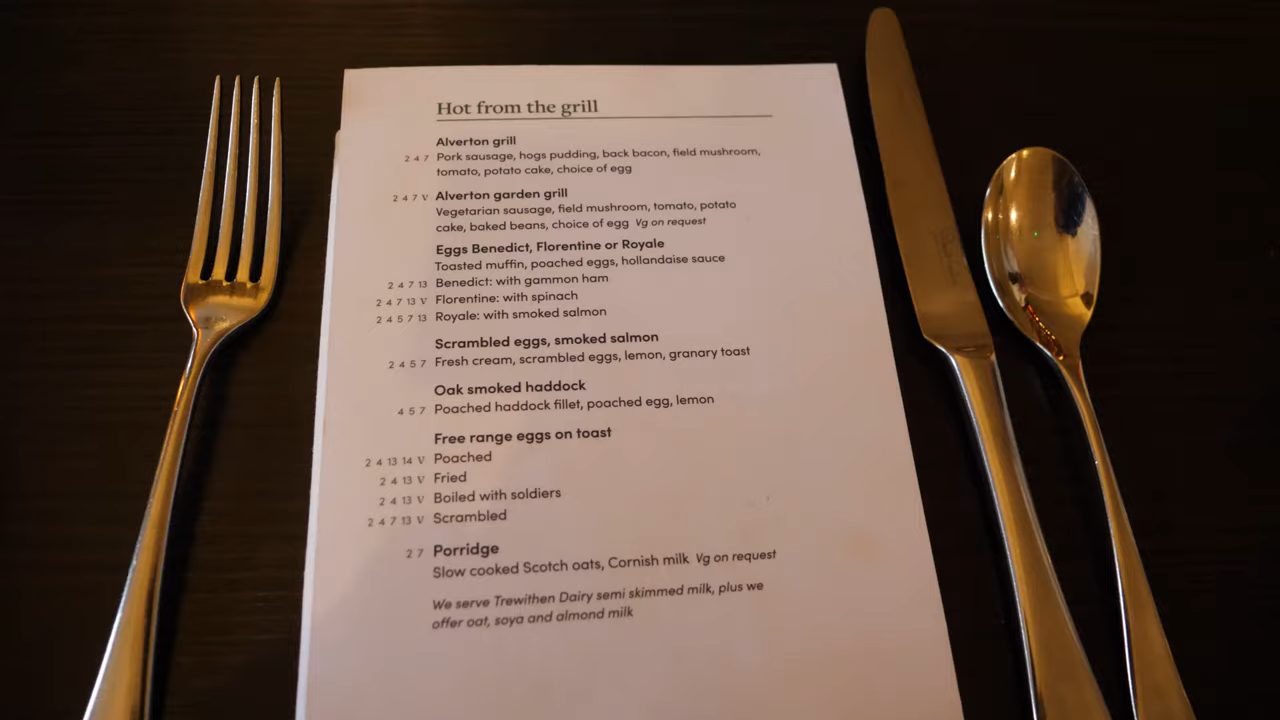 Hot from the grill
Alverton grill
2 4 7 Pork sausage, hogs pudding, back bacon, field mushroom,
tomato, potato cake, choice of egg
2 4 7 V Alverton garden grill
Vegetarian sausage, field mushroom, tomato, potato
cake, baked beans, choice of egg Vg on request
Eggs Benedict, Florentine or Royale
Toasted muffin, poached eggs, hollandaise sauce
2 4 7 13 Benedict: with gammon ham
2 4 7 13 V Florentine: with spinach
2 4 5 7 13 Royale: with smoked salmon
Scrambled eggs, smoked salmon
2 4 5 7 Fresh cream, scrambled eggs, lemon, granary toast
Oak smoked haddock
4 5 7 Poached haddock fillet, poached egg, lemon
Free range eggs on toast
2 4 13 14 V Poached
2 4 13 V Fried
2 4 13 V Boiled with soldiers
2 4 7 13 V Scrambled
2 7 Porridge
Slow cooked Scotch oats, Cornish milk Vg on request
We serve Trewithen Dairy semi skimmed milk, plus we
offer oat, soya and almond milk